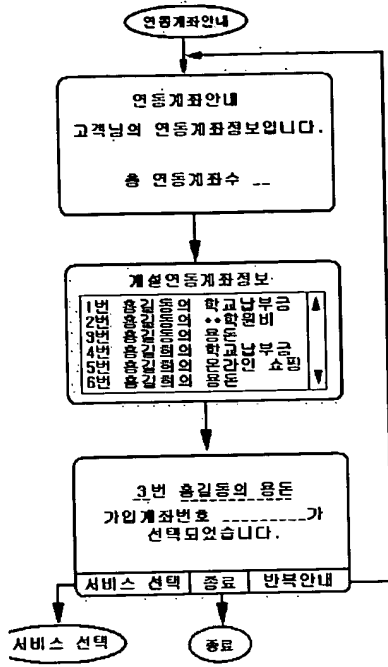 연동계좌안내
연동계좌안내
고객님의 연동계좌정보입니다.
총 연동계좌수 __
개설연동계좌정보
1번 홍길동의 학교납부금
2번 홍길동의 ••학원비
3번 홍길동의 용돈
4번 홍길희의 학교납부금
5번 홍길희의 온라인 쇼핑
6번 홍길희의 용돈
3번 홍길동의 용돈
가입계좌번호 _________가
선택되었습니다.
서비스 선택 종료 반복안내
서비스 선택 종료